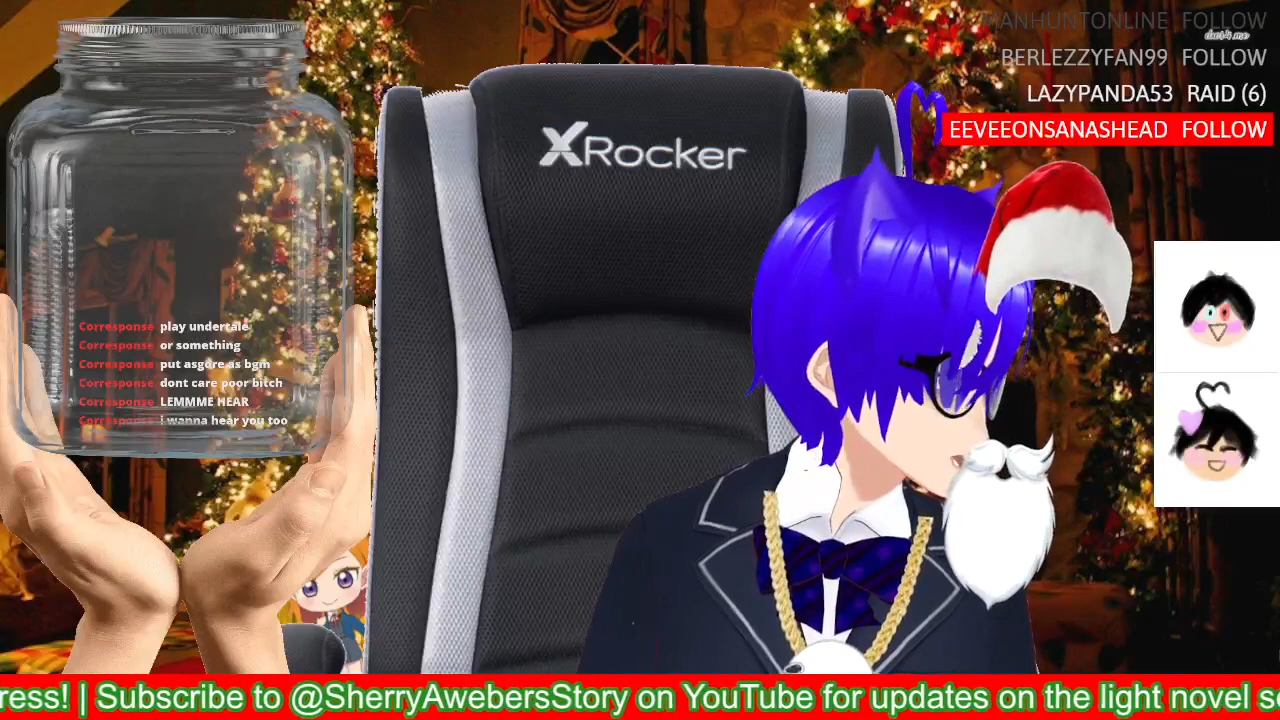 FOLLOW
BERLEZZYFAN99 FOLLOW
LAZYPANDA53 RAID (6)
EEVEEONSANASHEAD FOLLOW
XRocker
Corresponse play undertale
Corresponse or something
Corresponse put asgore as bgm
Corresponse dont care poor bitch
Corresponse LEMMME HEAR
Corresponse i wanna hear you too
ress! | Subscribe to @SherryAwebersStory on YouTube for updates on the light novel s